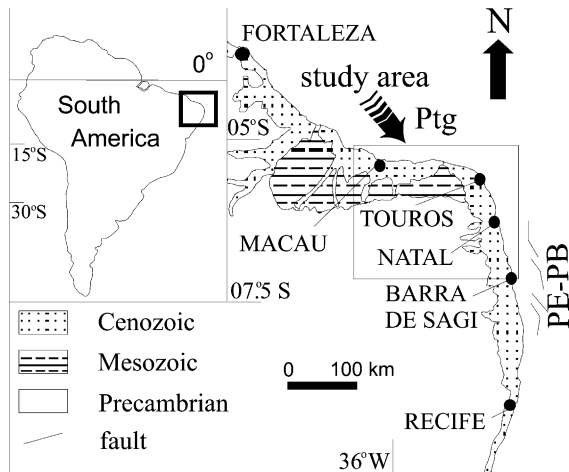 0°
South
America
15°S
30°S
FORTALEZA
N
study area
Ptg
05°S
MACAU
TOUROS
NATAL
07.5 S
BARRA
DE SAGI
PE-PB
Cenozoic
Mesozoic
Precambrian
fault
0 100 km
RECIFE
36°W